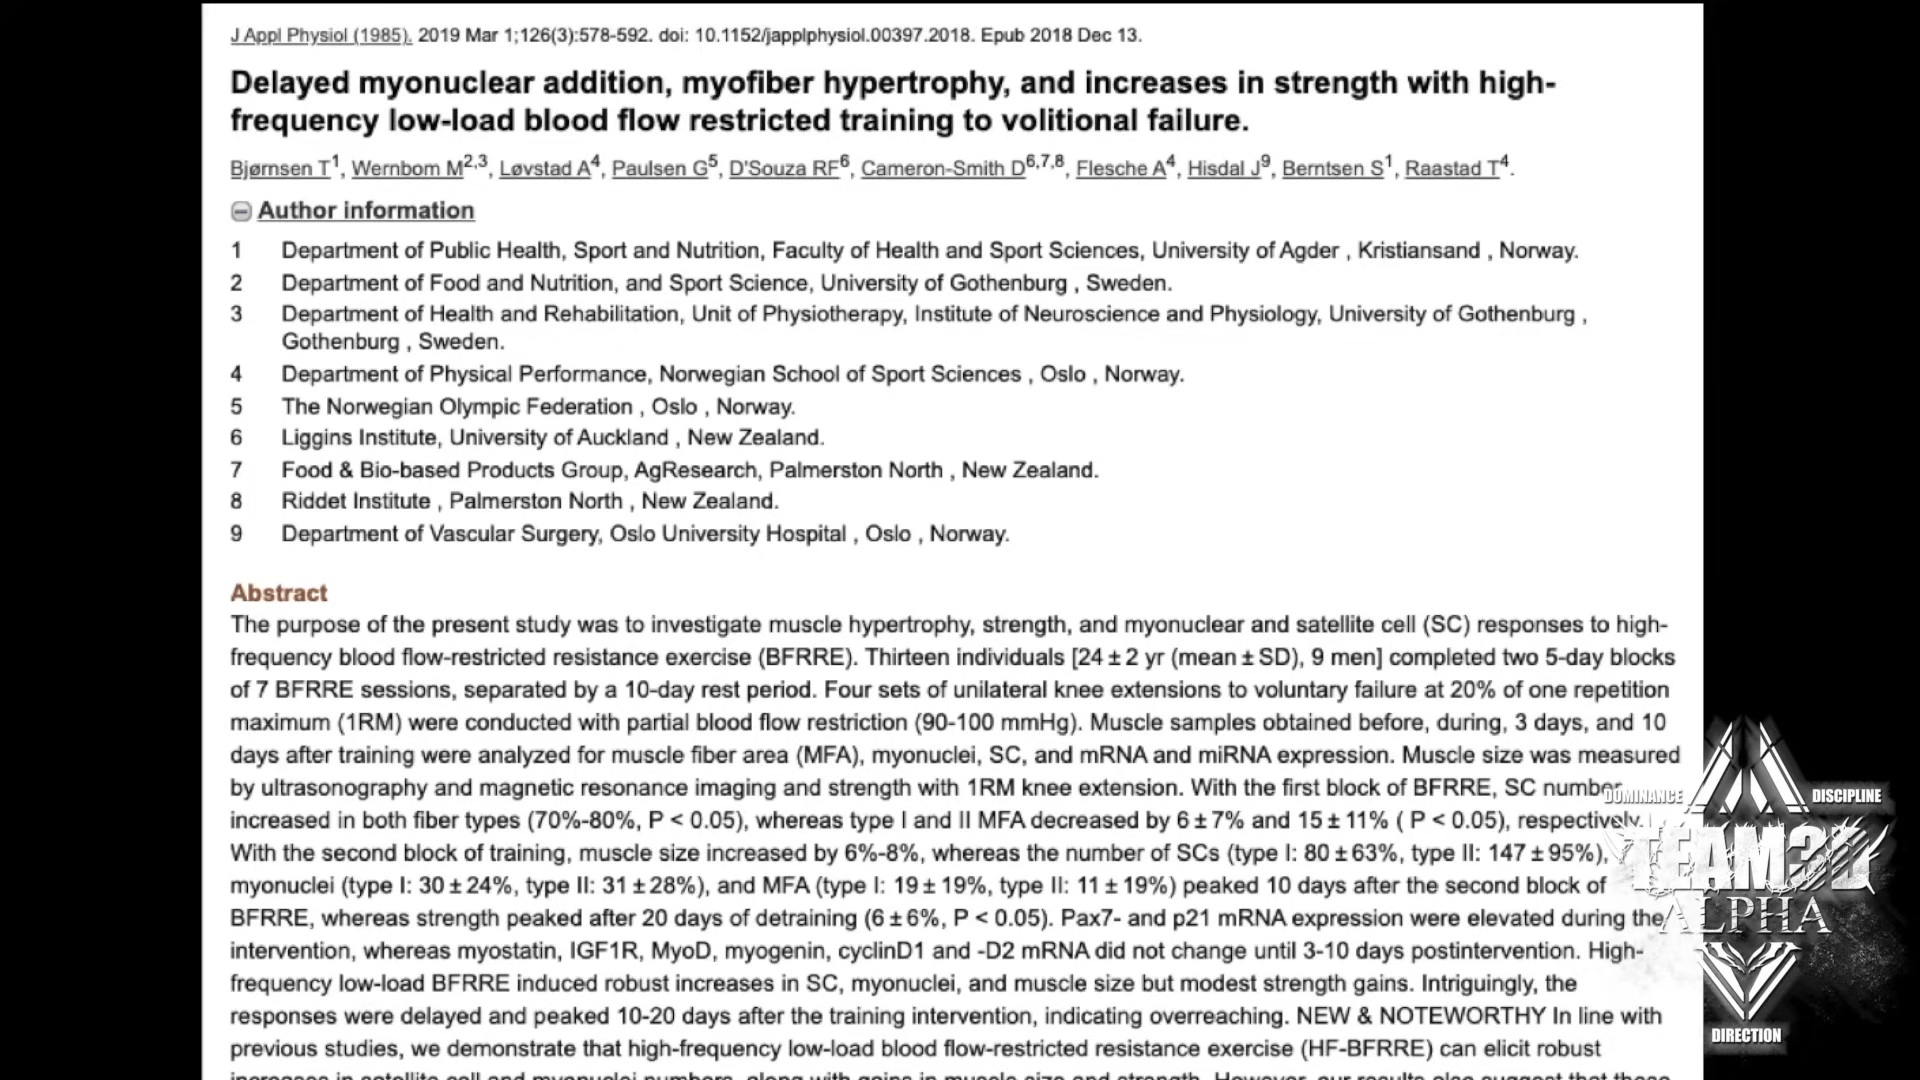 J Appl Physiol (1985). 2019 Mar 1;126(3):578-592. doi: 10.1152/japplphysiol.00397.2018. Epub 2018 Dec 13.
Delayed myonuclear addition, myofiber hypertrophy, and increases in strength with high-
frequency low-load blood flow restricted training to volitional failure.
Bjørnsen T1, Wernbom M2,3, Løvstad A4, Paulsen G5, D'Souza RF6, Cameron-Smith D6,7,8, Flesche A4, Hisdal J9, Berntsen S1, Raastad T4.
Author information
1 Department of Public Health, Sport and Nutrition, Faculty of Health and Sport Sciences, University of Agder , Kristiansand , Norway.
2 Department of Food and Nutrition, and Sport Science, University of Gothenburg , Sweden.
3 Department of Health and Rehabilitation, Unit of Physiotherapy, Institute of Neuroscience and Physiology, University of Gothenburg ,
Gothenburg , Sweden.
4 Department of Physical Performance, Norwegian School of Sport Sciences , Oslo , Norway.
5 The Norwegian Olympic Federation , Oslo , Norway.
6 Liggins Institute, University of Auckland , New Zealand.
7 Food & Bio-based Products Group, AgResearch, Palmerston North , New Zealand.
8 Riddet Institute , Palmerston North , New Zealand.
9 Department of Vascular Surgery, Oslo University Hospital , Oslo , Norway.
Abstract
The purpose of the present study was to investigate muscle hypertrophy, strength, and myonuclear and satellite cell (SC) responses to high-
frequency blood flow-restricted resistance exercise (BFRRE). Thirteen individuals [24 ± 2 yr (mean ± SD), 9 men] completed two 5-day blocks
of 7 BFRRE sessions, separated by a 10-day rest period. Four sets of unilateral knee extensions to voluntary failure at 20% of one repetition
maximum (1RM) were conducted with partial blood flow restriction (90-100 mmHg). Muscle samples obtained before, during, 3 days, and 10
days after training were analyzed for muscle fiber area (MFA), myonuclei, SC, and mRNA and miRNA expression. Muscle size was measured
by ultrasonography and magnetic resonance imaging and strength with 1RM knee extension. With the first block of BFRRE, SC number
increased in both fiber types (70%-80%, P < 0.05), whereas type I and II MFA decreased by 6 ± 7% and 15 ± 11% ( P < 0.05), respectively.
With the second block of training, muscle size increased by 6%-8%, whereas the number of SCs (type I: 80 ± 63%, type II: 147 ± 95%),
myonuclei (type I: 30 ± 24%, type II: 31 ± 28%), and MFA (type I: 19 ± 19%, type II: 11 ± 19%) peaked 10 days after the second block of
BFRRE, whereas strength peaked after 20 days of detraining (6 ± 6%, P < 0.05). Pax7- and p21 mRNA expression were elevated during the
intervention, whereas myostatin, IGF1R, MyoD, myogenin, cyclinD1 and -D2 mRNA did not change until 3-10 days postintervention. High-
frequency low-load BFRRE induced robust increases in SC, myonuclei, and muscle size but modest strength gains. Intriguingly, the
responses were delayed and peaked 10-20 days after the training intervention, indicating overreaching. NEW & NOTEWORTHY In line with
previous studies, we demonstrate that high-frequency low-load blood flow-restricted resistance exercise (HF-BFRRE) can elicit robust
increases in satellite cell and myonuclei numbers, along with gains in muscle size and strength. However, our results also suggest that these
DOMINANCE
DISCIPLINE
TEAM3D
ALPHA
DIRECTION